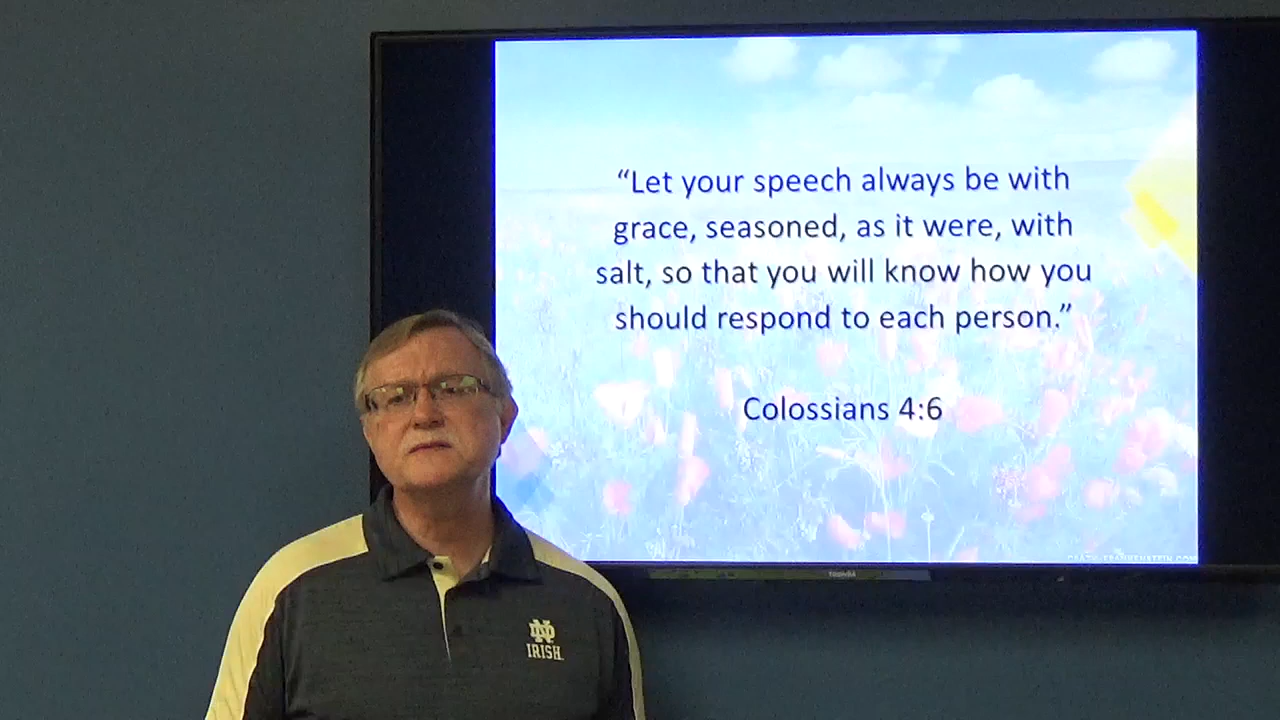 “Let your speech always be with
grace, seasoned, as it were, with
salt, so that you will know how you
should respond to each person.”
Colossians 4:6
TOSHIBA
ND
IRISH.